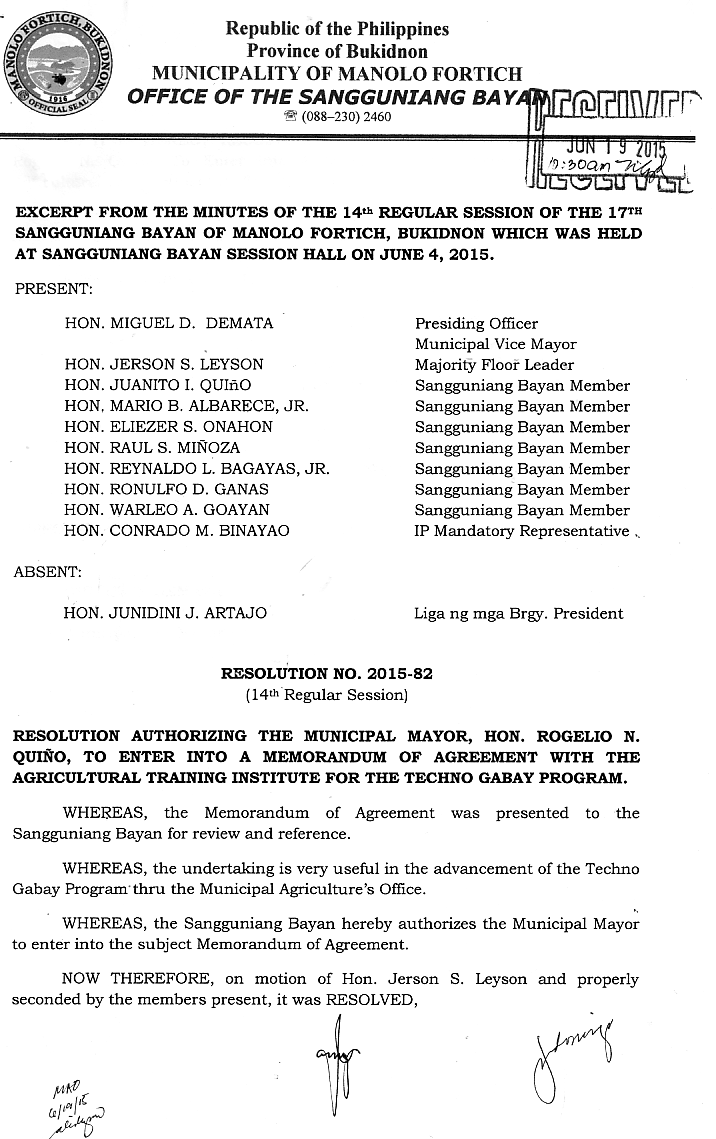 MANOLO FORTICH, BUKIDNON
1916
OFFICIAL SEAL
Republic of the Philippines
Province of Bukidnon
MUNICIPALITY OF MANOLO FORTICH
OFFICE OF THE SANGGUNIANG BAYAN
☏ (088–230) 2460
RECEIVED
JUN 19 2015
EXCERPT FROM THE MINUTES OF THE 14th REGULAR SESSION OF THE 17TH
SANGGUNIANG BAYAN OF MANOLO FORTICH, BUKIDNON WHICH WAS HELD
AT SANGGUNIANG BAYAN SESSION HALL ON JUNE 4, 2015.
PRESENT:
HON. MIGUEL D. DEMATA Presiding Officer
Municipal Vice Mayor
HON. JERSON S. LEYSON Majority Floor Leader
HON. JUANITO I. QUIñO Sangguniang Bayan Member
HON. MARIO B. ALBARECE, JR. Sangguniang Bayan Member
HON. ELIEZER S. ONAHON Sangguniang Bayan Member
HON. RAUL S. MIÑOZA Sangguniang Bayan Member
HON. REYNALDO L. BAGAYAS, JR. Sangguniang Bayan Member
HON. RONULFO D. GANAS Sangguniang Bayan Member
HON. WARLEO A. GOAYAN Sangguniang Bayan Member
HON. CONRADO M. BINAYAO IP Mandatory Representative
ABSENT:
HON. JUNIDINI J. ARTAJO Liga ng mga Brgy. President
RESOLUTION NO. 2015-82
(14th Regular Session)
RESOLUTION AUTHORIZING THE MUNICIPAL MAYOR, HON. ROGELIO N.
QUIÑO, TO ENTER INTO A MEMORANDUM OF AGREEMENT WITH THE
AGRICULTURAL TRAINING INSTITUTE FOR THE TECHNO GABAY PROGRAM.
WHEREAS, the Memorandum of Agreement was presented to the
Sangguniang Bayan for review and reference.
WHEREAS, the undertaking is very useful in the advancement of the Techno
Gabay Program thru the Municipal Agriculture's Office.
WHEREAS, the Sangguniang Bayan hereby authorizes the Municipal Mayor
to enter into the subject Memorandum of Agreement.
NOW THEREFORE, on motion of Hon. Jerson S. Leyson and properly
seconded by the members present, it was RESOLVED,
MAO
6/19/15